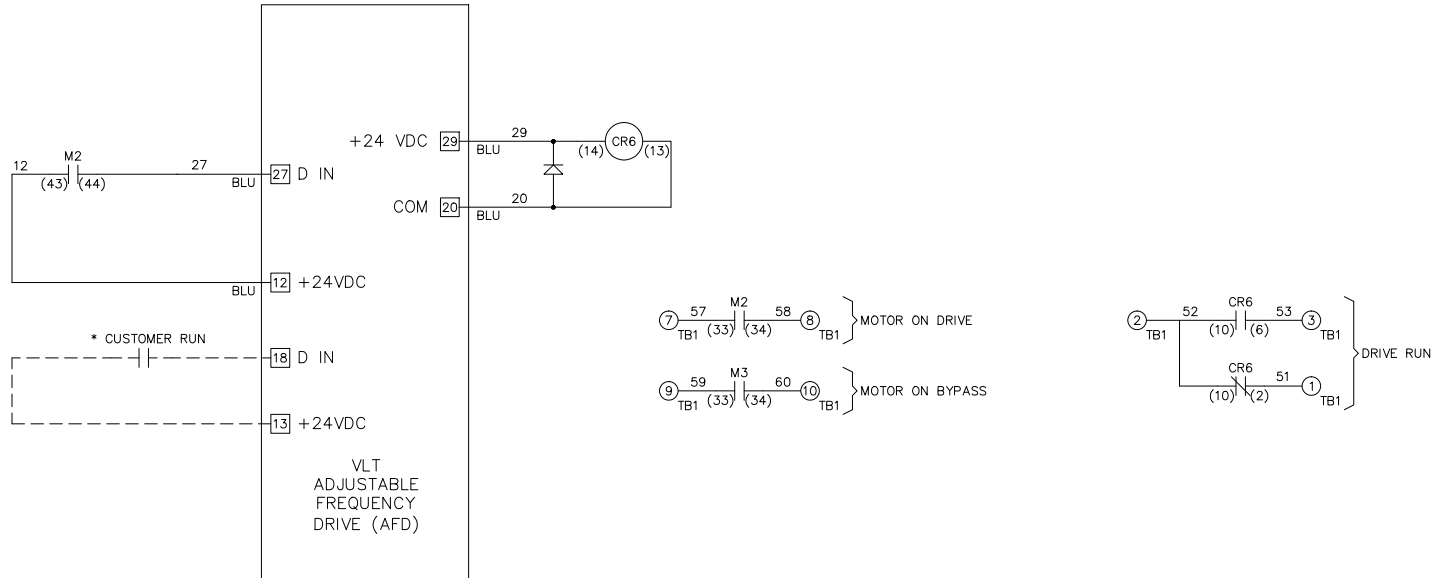 +24 VDC 29 29 BLU (14) CR6 (13)
12 M2 (43) (44) 27 BLU 27 D IN
COM 20 20 BLU
BLU 12 +24VDC
* CUSTOMER RUN 18 D IN
13 +24VDC
VLT
ADJUSTABLE
FREQUENCY
DRIVE (AFD)
7 TB1 57 M2 (33) (34) 58 8 TB1 MOTOR ON DRIVE
9 TB1 59 M3 (33) (34) 60 10 TB1 MOTOR ON BYPASS
2 TB1 52 CR6 (10) (6) 53 3 TB1
DRIVE RUN
CR6 (10) (2) 51 1 TB1